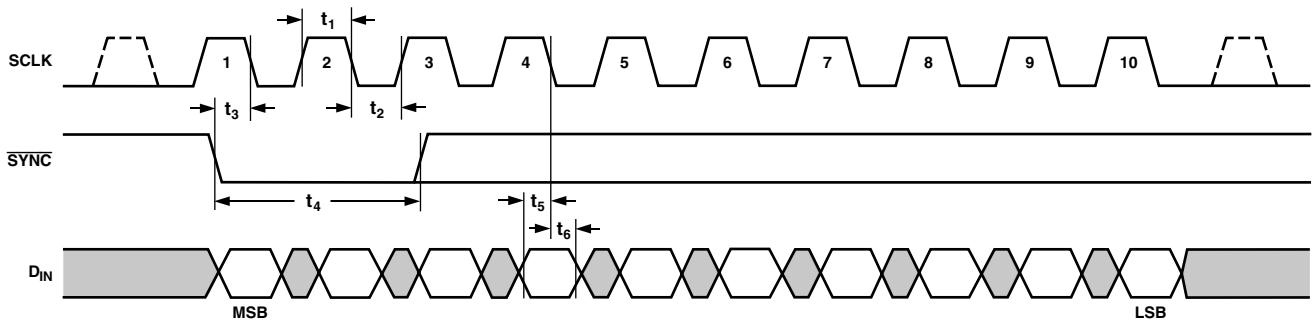 t1
SCLK 1 2 3 4 5 6 7 8 9 10
t3 t2
SYNC
t4 t5
t6
DIN
MSB LSB